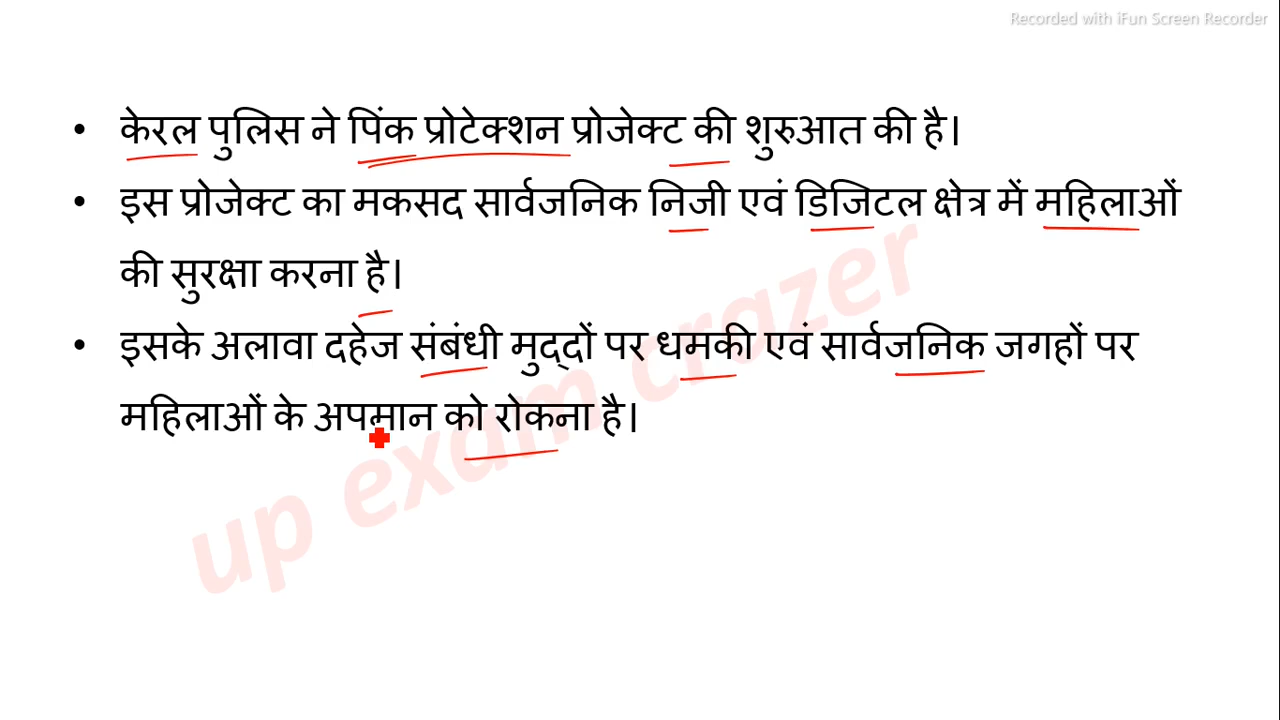 Recorded with iFun Screen Recorder
• केरल पुलिस ने पिंक प्रोटेक्शन प्रोजेक्ट की शुरुआत की है।
• इस प्रोजेक्ट का मकसद सार्वजनिक निजी एवं डिजिटल क्षेत्र में महिलाओं
की सुरक्षा करना है।
• इसके अलावा दहेज संबंधी मुद्दों पर धमकी एवं सार्वजनिक जगहों पर
महिलाओं के अपमान को रोकना है।
up exam crazer